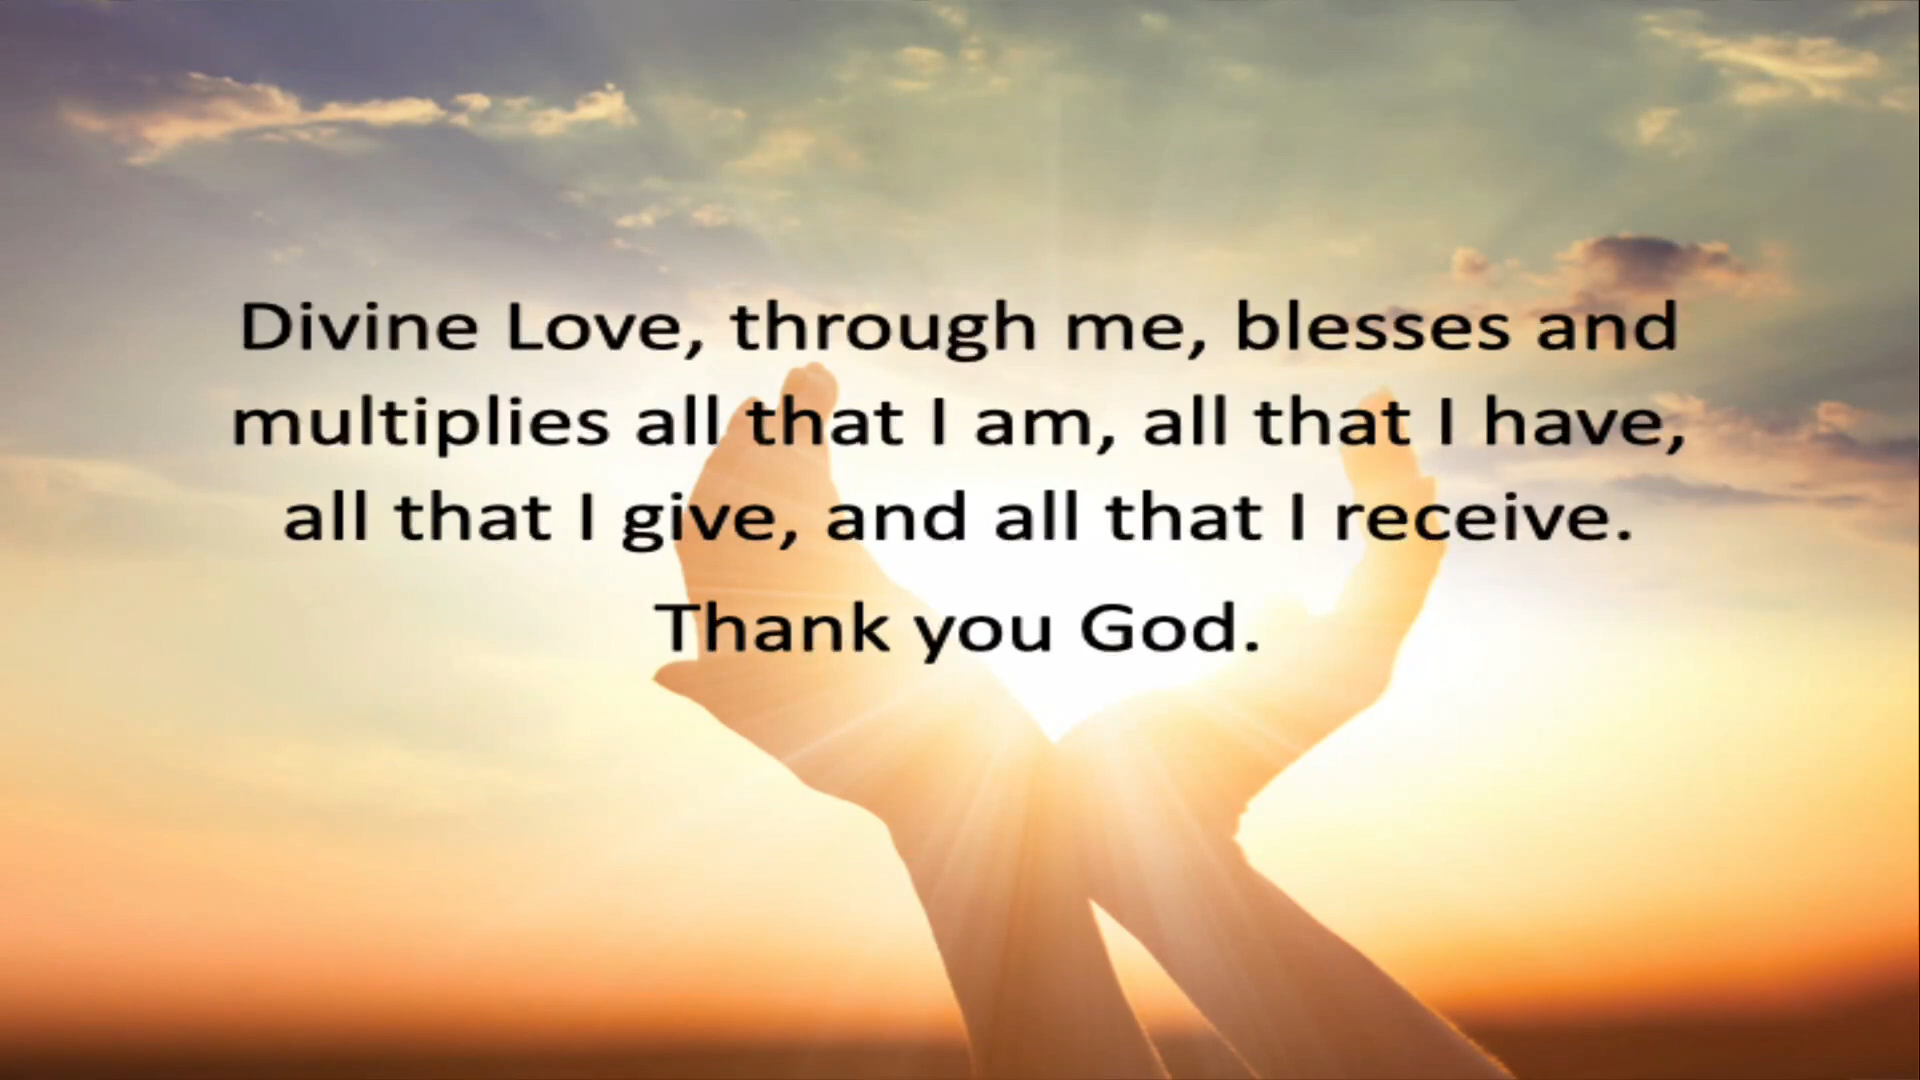 Divine Love, through me, blesses and
multiplies all that I am, all that I have,
all that I give, and all that I receive.
Thank you God.